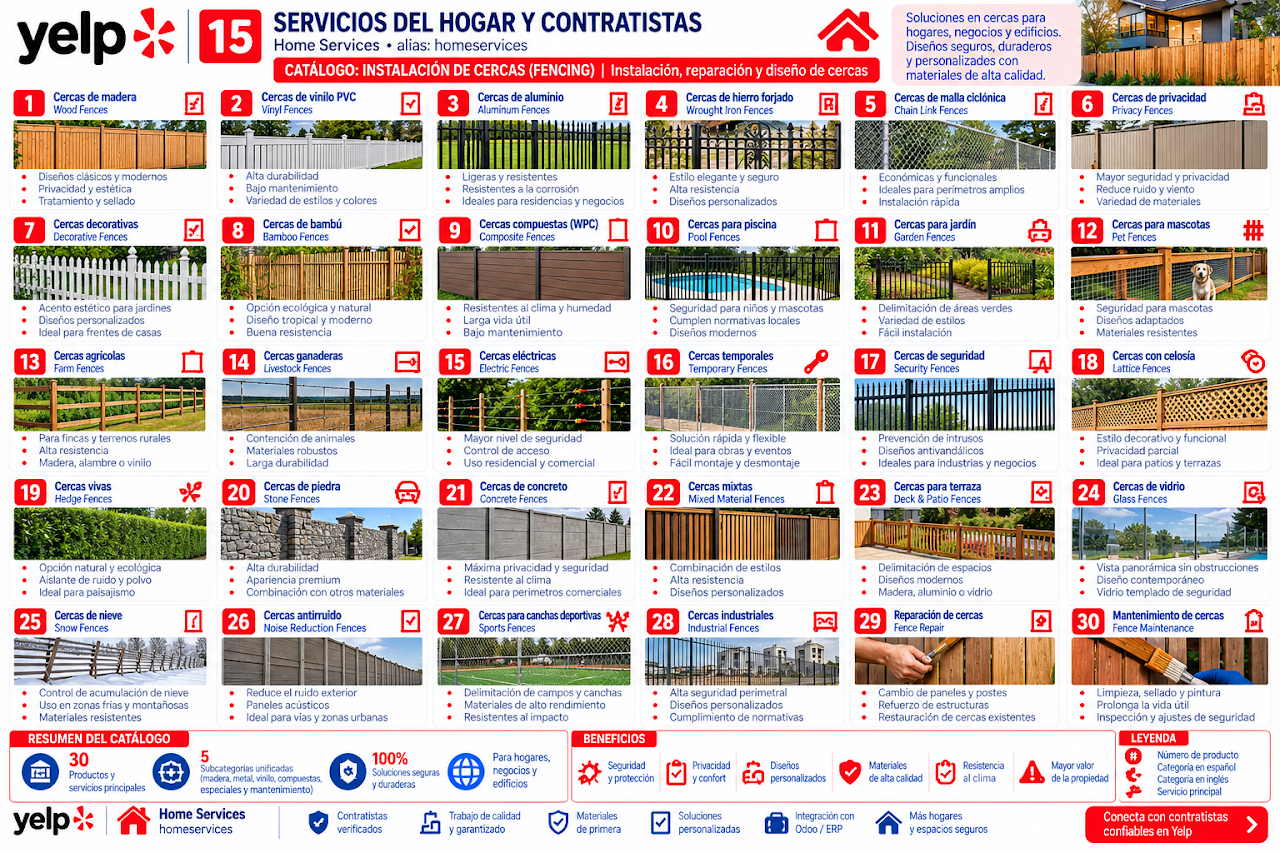 yelp
15
SERVICIOS DEL HOGAR Y CONTRATISTAS
Home Services • alias: homeservices
CATÁLOGO: INSTALACIÓN DE CERCAS (FENCING) | Instalación, reparación y diseño de cercas
Soluciones en cercas para
hogares, negocios y edificios.
Diseños seguros, duraderos
y personalizados con
materiales de alta calidad.
1
Cercas de madera
Wood Fences
• Diseños clásicos y modernos
• Privacidad y estética
• Tratamiento y sellado
2
Cercas de vinilo PVC
Vinyl Fences
• Alta durabilidad
• Bajo mantenimiento
• Variedad de estilos y colores
3
Cercas de aluminio
Aluminum Fences
• Ligeras y resistentes
• Resistentes a la corrosión
• Ideales para residencias y negocios
4
Cercas de hierro forjado
Wrought Iron Fences
• Estilo elegante y seguro
• Alta resistencia
• Diseños personalizados
5
Cercas de malla ciclónica
Chain Link Fences
• Económicas y funcionales
• Ideales para perímetros amplios
• Instalación rápida
6
Cercas de privacidad
Privacy Fences
• Mayor seguridad y privacidad
• Reduce ruido y viento
• Variedad de materiales
7
Cercas decorativas
Decorative Fences
• Acento estético para jardines
• Diseños personalizados
• Ideal para frentes de casas
8
Cercas de bambú
Bamboo Fences
• Opción ecológica y natural
• Diseño tropical y moderno
• Buena resistencia
9
Cercas compuestas (WPC)
Composite Fences
• Resistentes al clima y humedad
• Larga vida útil
• Bajo mantenimiento
10
Cercas para piscina
Pool Fences
• Seguridad para niños y mascotas
• Cumplen normativas locales
• Diseños modernos
11
Cercas para jardín
Garden Fences
• Delimitación de áreas verdes
• Variedad de estilos
• Fácil instalación
12
Cercas para mascotas
Pet Fences
• Seguridad para mascotas
• Diseños adaptados
• Materiales resistentes
13
Cercas agrícolas
Farm Fences
• Para fincas y terrenos rurales
• Alta resistencia
• Madera, alambre o vinilo
14
Cercas ganaderas
Livestock Fences
• Contención de animales
• Materiales robustos
• Larga durabilidad
15
Cercas eléctricas
Electric Fences
• Mayor nivel de seguridad
• Control de acceso
• Uso residencial y comercial
16
Cercas temporales
Temporary Fences
• Solución rápida y flexible
• Ideal para obras y eventos
• Fácil montaje y desmontaje
17
Cercas de seguridad
Security Fences
• Prevención de intrusos
• Diseños antivandálicos
• Ideales para industrias y negocios
18
Cercas con celosía
Lattice Fences
• Estilo decorativo y funcional
• Privacidad parcial
• Ideal para patios y terrazas
19
Cercas vivas
Hedge Fences
• Opción natural y ecológica
• Aislante de ruido y polvo
• Ideal para paisajismo
20
Cercas de piedra
Stone Fences
• Alta durabilidad
• Apariencia premium
• Combinación con otros materiales
21
Cercas de concreto
Concrete Fences
• Máxima privacidad y seguridad
• Resistente al clima
• Ideal para perimetros comerciales
22
Cercas mixtas
Mixed Material Fences
• Combinación de estilos
• Alta resistencia
• Diseños personalizados
23
Cercas para terraza
Deck & Patio Fences
• Delimitación de espacios
• Diseños modernos
• Madera, aluminio o vidrio
24
Cercas de vidrio
Glass Fences
• Vista panorámica sin obstrucciones
• Diseño contemporáneo
• Vidrio templado de seguridad
25
Cercas de nieve
Snow Fences
• Control de acumulación de nieve
• Uso en zonas frías y montañosas
• Materiales resistentes
26
Cercas antirruido
Noise Reduction Fences
• Reduce el ruido exterior
• Paneles acústicos
• Ideal para vías y zonas urbanas
27
Cercas para canchas deportivas
Sports Fences
• Delimitación de campos y canchas
• Materiales de alto rendimiento
• Resistentes al impacto
28
Cercas industriales
Industrial Fences
• Alta seguridad perimetral
• Diseños personalizados
• Cumplimiento de normativas
29
Reparación de cercas
Fence Repair
• Cambio de paneles y postes
• Refuerzo de estructuras
• Restauración de cercas existentes
30
Mantenimiento de cercas
Fence Maintenance
• Limpieza, sellado y pintura
• Prolonga la vida útil
• Inspección y ajustes de seguridad
RESUMEN DEL CATÁLOGO
30
Productos y
servicios principales
5
Subcategorías unificadas
(madera, metal, vinilo, compuestas,
especiales y mantenimiento)
100%
Soluciones seguras
y duraderas
Para hogares,
negocios y
edificios
BENEFICIOS
Seguridad
y protección
Privacidad
y confort
Diseños
personalizados
Materiales
de alta calidad
Resistencia
al clima
Mayor valor
de la propiedad
LEYENDA
# Número de producto
Categoría en español
Categoría en inglés
Servicio principal
yelp
Home Services
homeservices
Contratistas
verificados
Trabajo de calidad
y garantizado
Materiales
de primera
Soluciones
personalizadas
Integración con
Odoo / ERP
Más hogares
y espacios seguros
Conecta con contratistas
confiables en Yelp